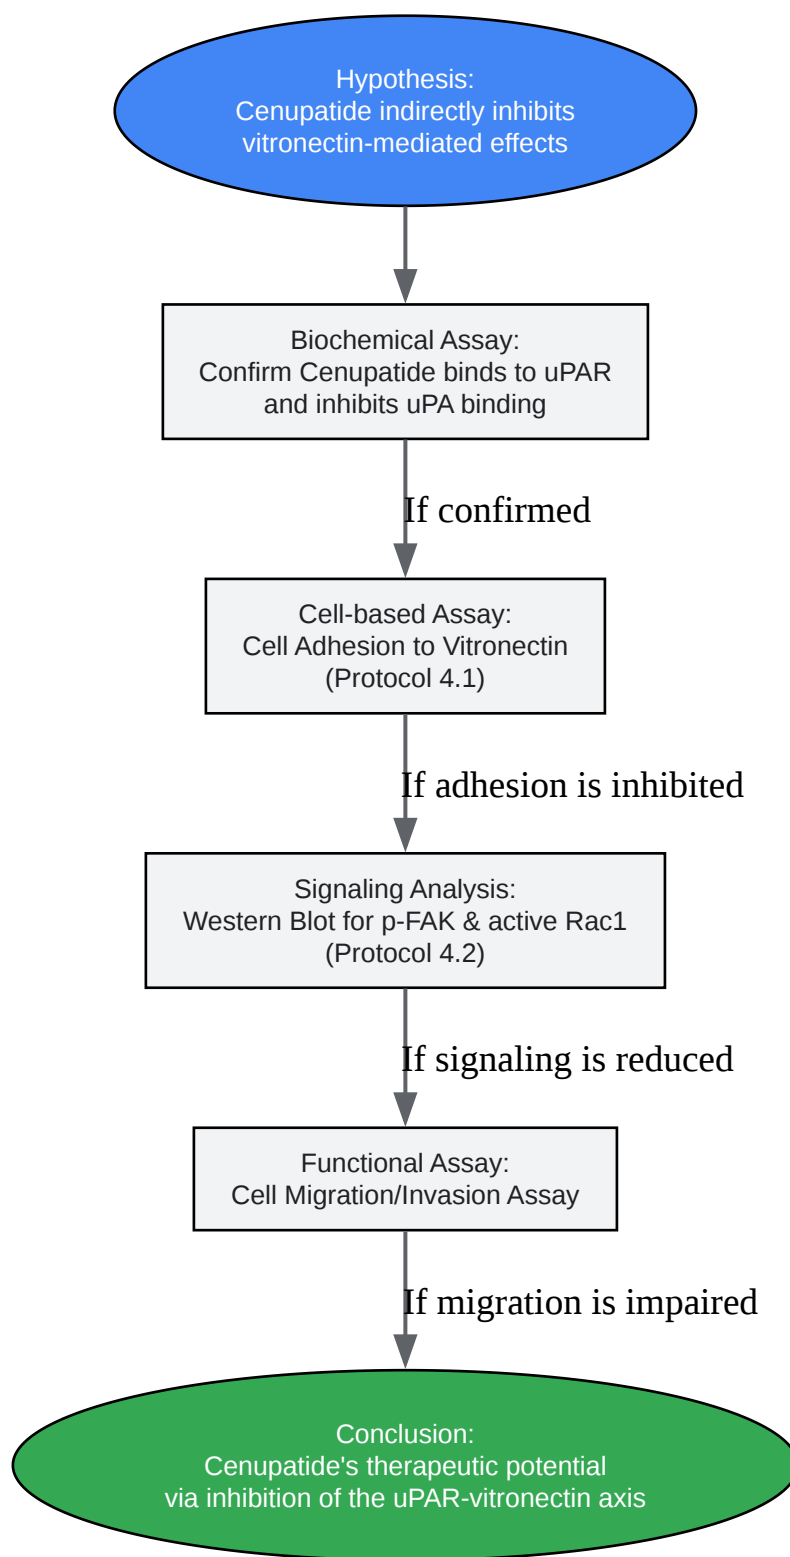 Hypothesis:
Cenupatide indirectly inhibits
vitronectin-mediated effects
Biochemical Assay:
Confirm Cenupatide binds to uPAR
and inhibits uPA binding
If confirmed
Cell-based Assay:
Cell Adhesion to Vitronectin
(Protocol 4.1)
If adhesion is inhibited
Signaling Analysis:
Western Blot for p-FAK & active Rac1
(Protocol 4.2)
If signaling is reduced
Functional Assay:
Cell Migration/Invasion Assay
If migration is impaired
Conclusion:
Cenupatide's therapeutic potential
via inhibition of the uPAR-vitronectin axis